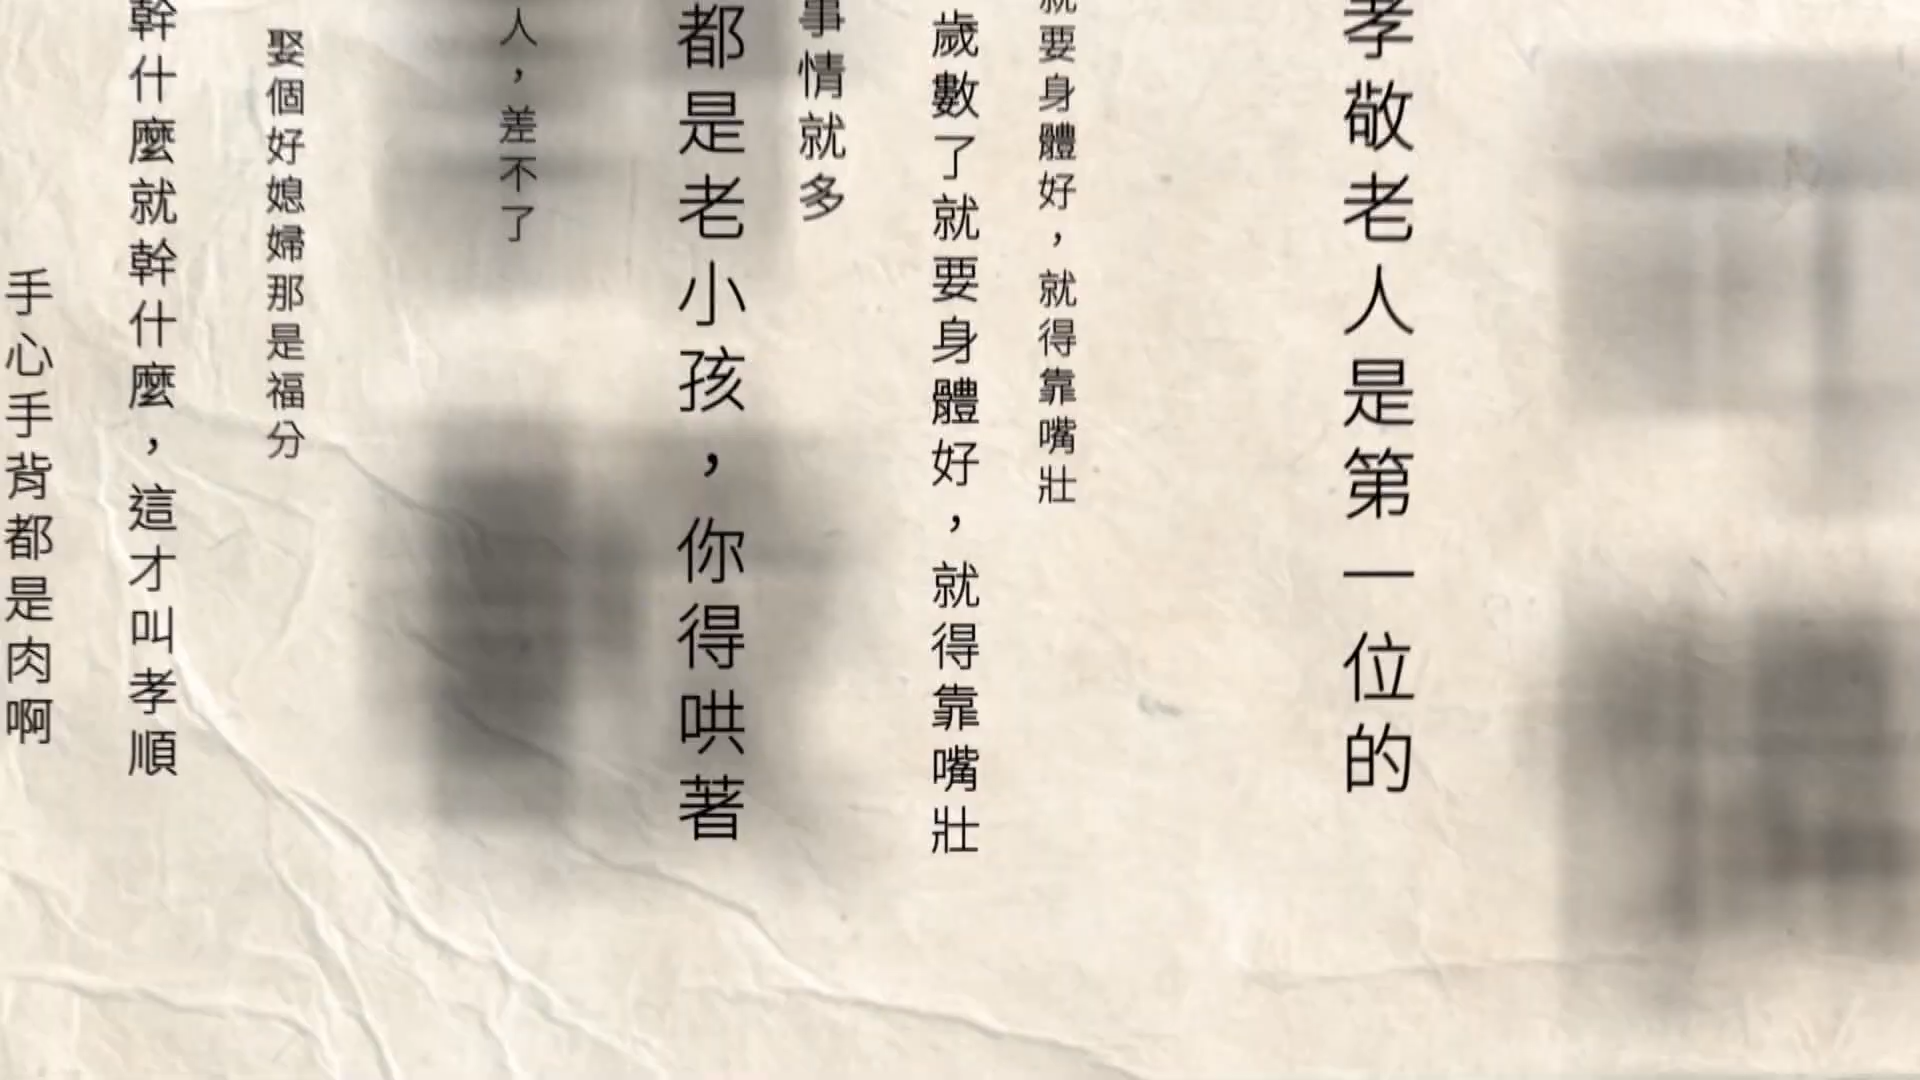 孝敬老人是第一位的
就要身體好，就得靠嘴壯
歲數了就要身體好，就得靠嘴壯
事情就多
都是老小孩，你得哄著
人，差不了
娶個好媳婦那是福分
幹什麼就幹什麼，這才叫孝順
手心手背都是肉啊